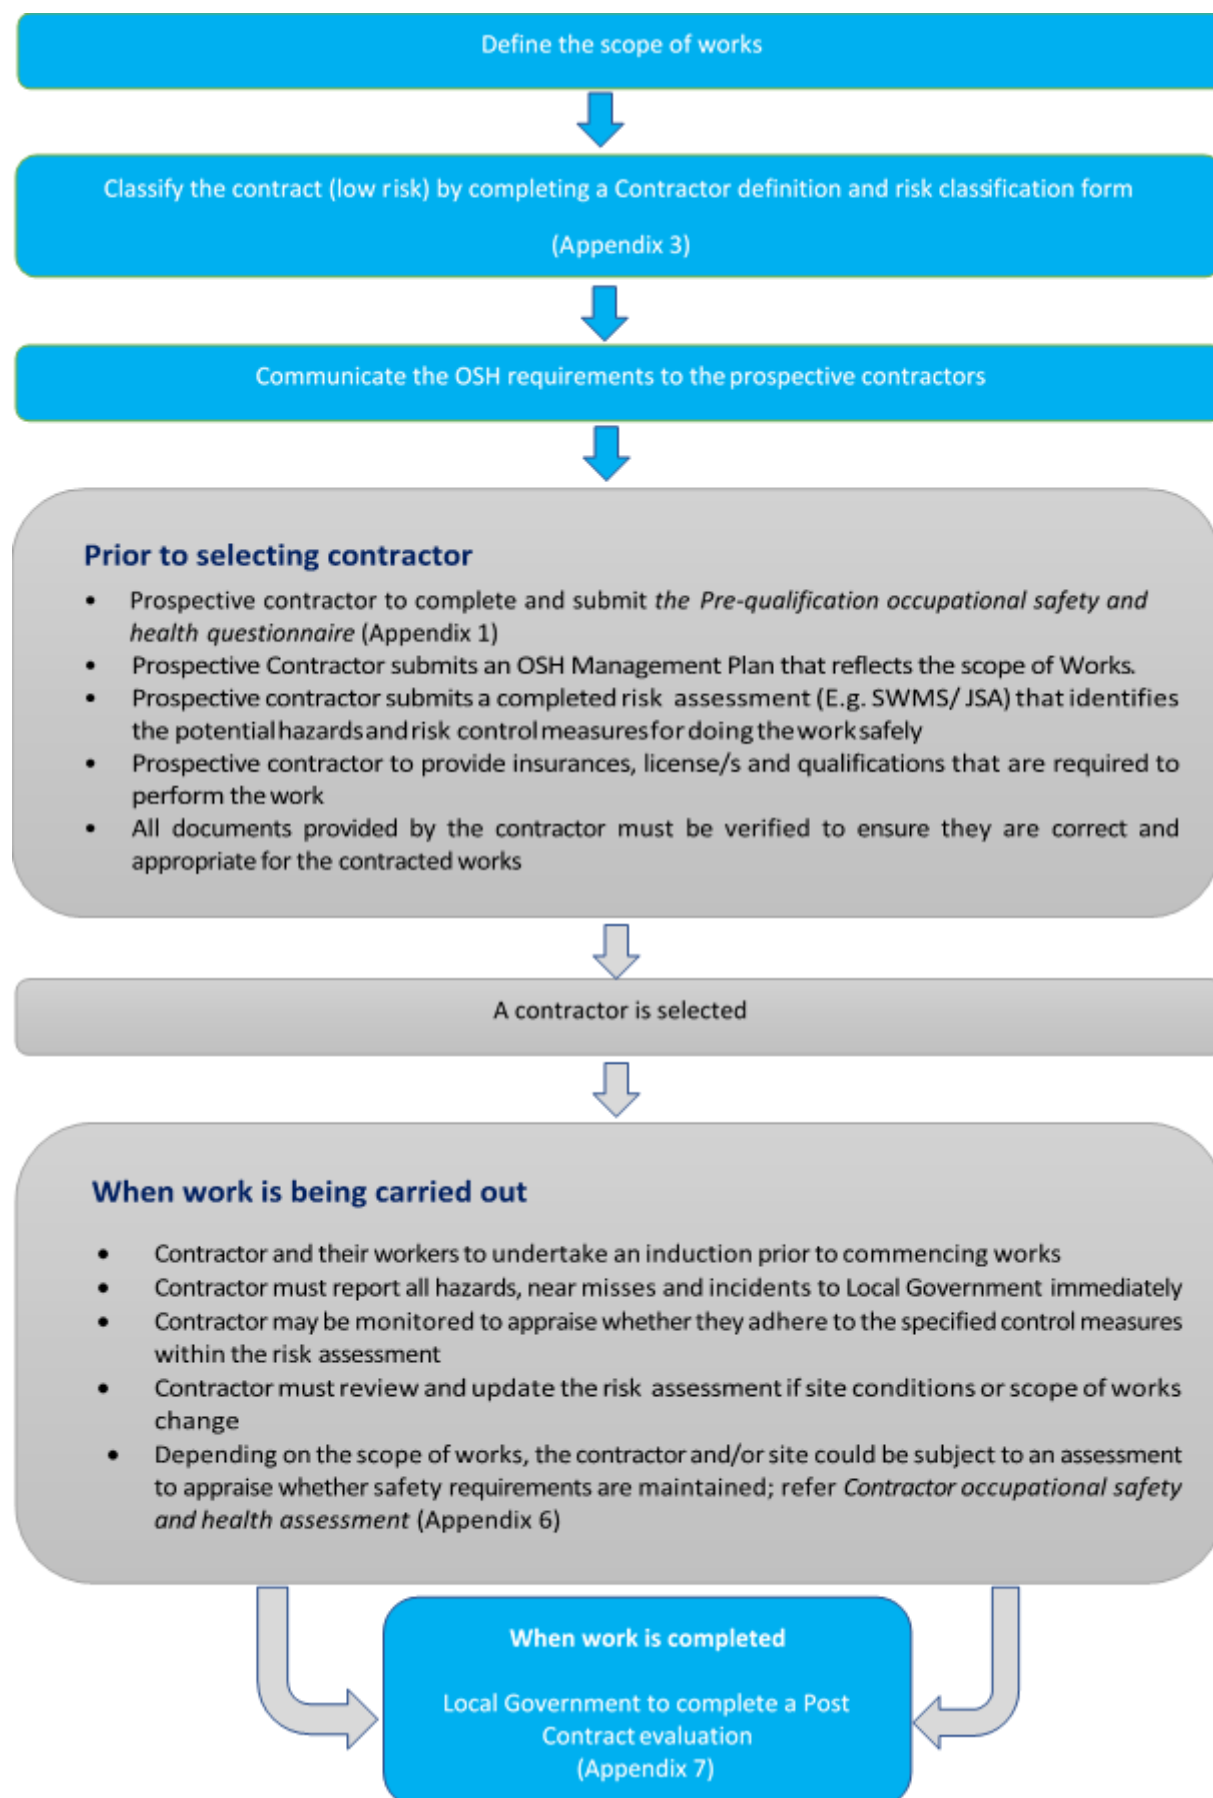 Define the scope of works
Classify the contract (low risk) by completing a Contractor definition and risk classification form
(Appendix 3)
Communicate the OSH requirements to the prospective contractors
Prior to selecting contractor
• Prospective contractor to complete and submit the Pre-qualification occupational safety and
health questionnaire (Appendix 1)
• Prospective Contractor submits an OSH Management Plan that reflects the scope of Works.
• Prospective contractor submits a completed risk assessment (E.g. SWMS/ JSA) that identifies
the potential hazards and risk control measures for doing the work safely
• Prospective contractor to provide insurances, license/s and qualifications that are required to
perform the work
• All documents provided by the contractor must be verified to ensure they are correct and
appropriate for the contracted works
A contractor is selected
When work is being carried out
• Contractor and their workers to undertake an induction prior to commencing works
• Contractor must report all hazards, near misses and incidents to Local Government immediately
• Contractor may be monitored to appraise whether they adhere to the specified control measures
within the risk assessment
• Contractor must review and update the risk assessment if site conditions or scope of works
change
• Depending on the scope of works, the contractor and/or site could be subject to an assessment
to appraise whether safety requirements are maintained; refer Contractor occupational safety
and health assessment (Appendix 6)
When work is completed
Local Government to complete a Post
Contract evaluation
(Appendix 7)